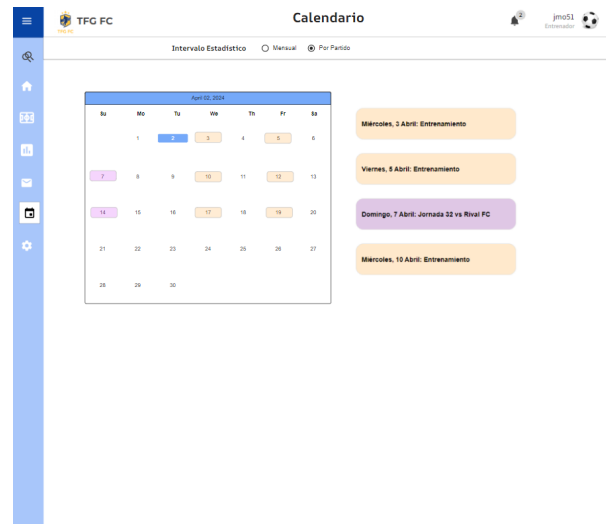 TFG FC
TFG FC
Calendario
2
jmo51
Entrenador
Intervalo Estadístico Mensual Por Partido
April 02, 2024
Su Mo Tu We Th Fr Sa
1 2 3 4 5 6
7 8 9 10 11 12 13
14 15 16 17 18 19 20
21 22 23 24 25 26 27
28 29 30
Miércoles, 3 Abril: Entrenamiento
Viernes, 5 Abril: Entrenamiento
Domingo, 7 Abril: Jornada 32 vs Rival FC
Miércoles, 10 Abril: Entrenamiento